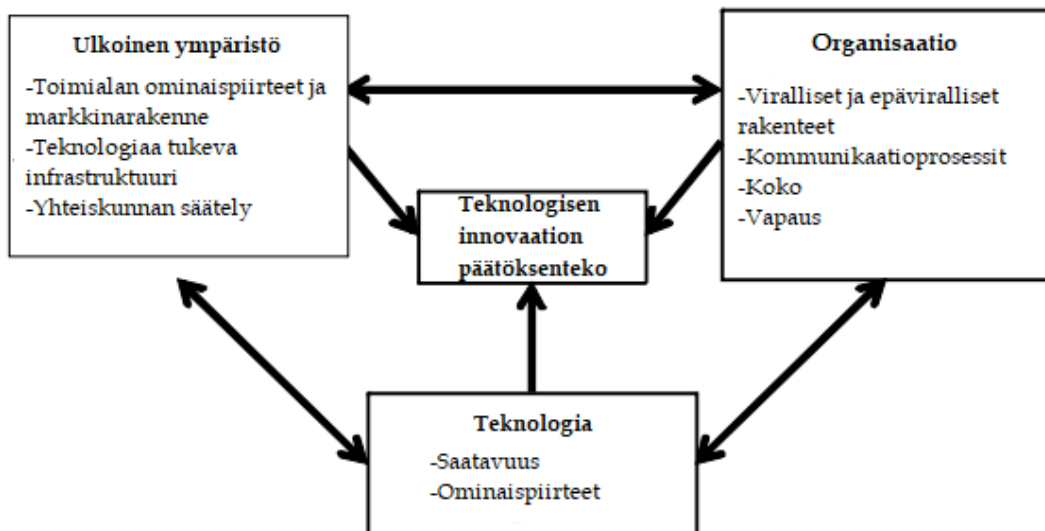 Ulkoinen ympäristö
-Toimialan ominaispiirteet ja
markkinarakenne
-Teknologiaa tukeva
infrastruktuuri
-Yhteiskunnan säätely
Organisaatio
-Viralliset ja epäviralliset
rakenteet
-Kommunikaatioprosessit
-Koko
-Vapaus
Teknologisen
innovaation
päätöksenteko
Teknologia
-Saatavuus
-Ominaispiirteet